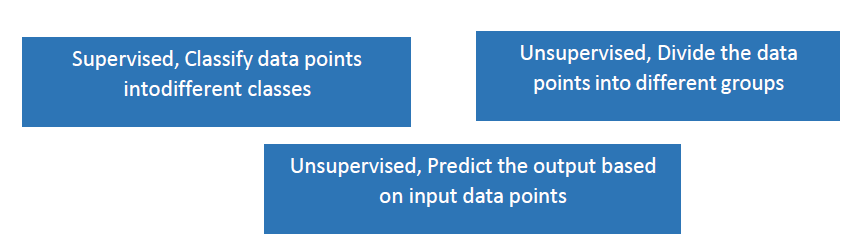 Supervised, Classify data points
intodifferent classes
Unsupervised, Divide the data
points into different groups
Unsupervised, Predict the output based
on input data points